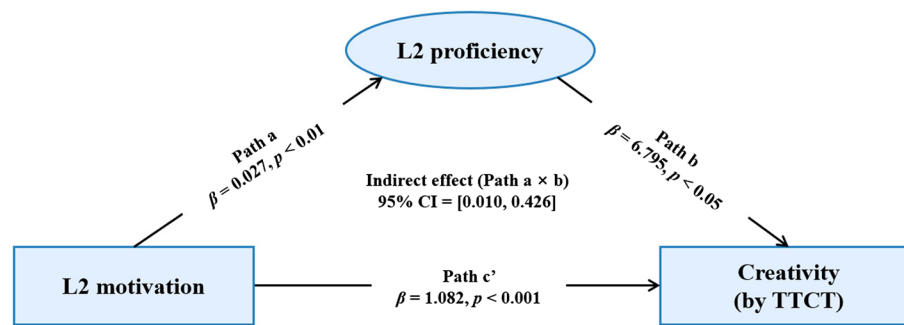 L2 proficiency
Path a
β = 0.027, p < 0.01
Path b
β = 6.795, p < 0.05
Indirect effect (Path a × b)
95% CI = [0.010, 0.426]
L2 motivation
Path c’
β = 1.082, p < 0.001
Creativity
(by TTCT)